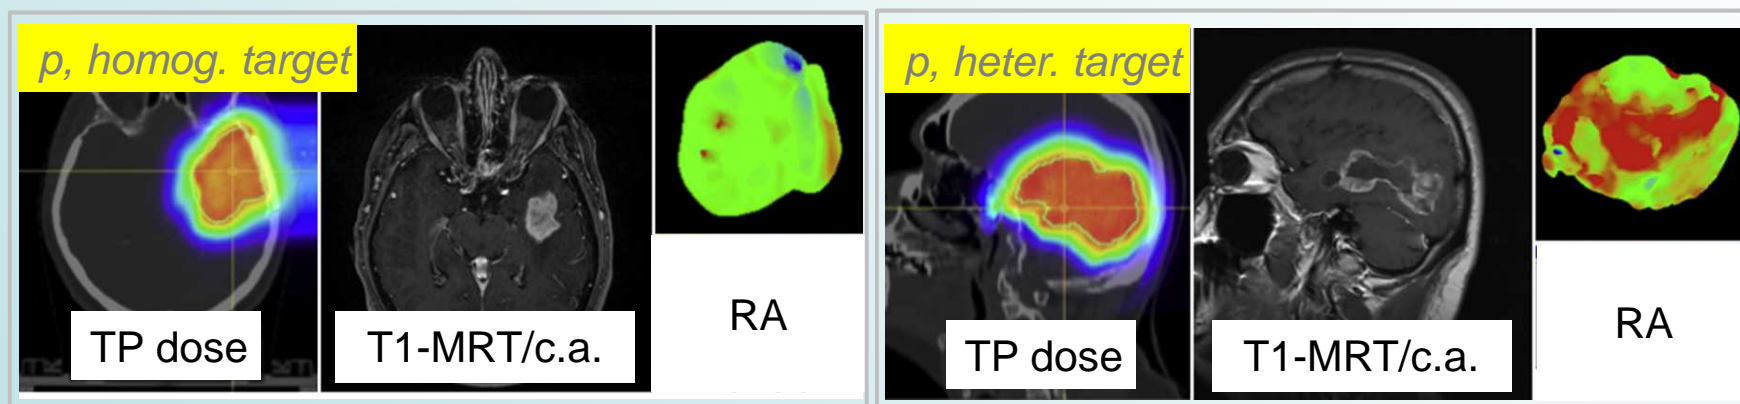 p, homog. target
TP dose
T1-MRT/c.a.
RA
p, heter. target
TP dose
T1-MRT/c.a.
RA